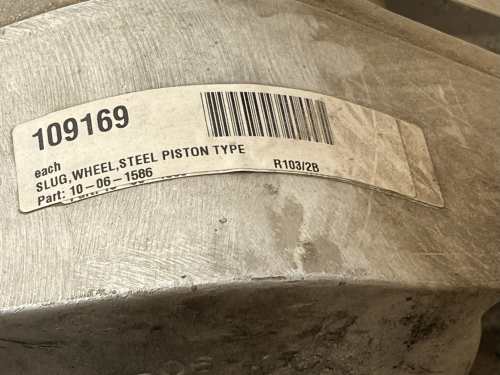 109169
each
SLUG,WHEEL,STEEL PISTON TYPE
Part: 10-06-1586
R103/2B